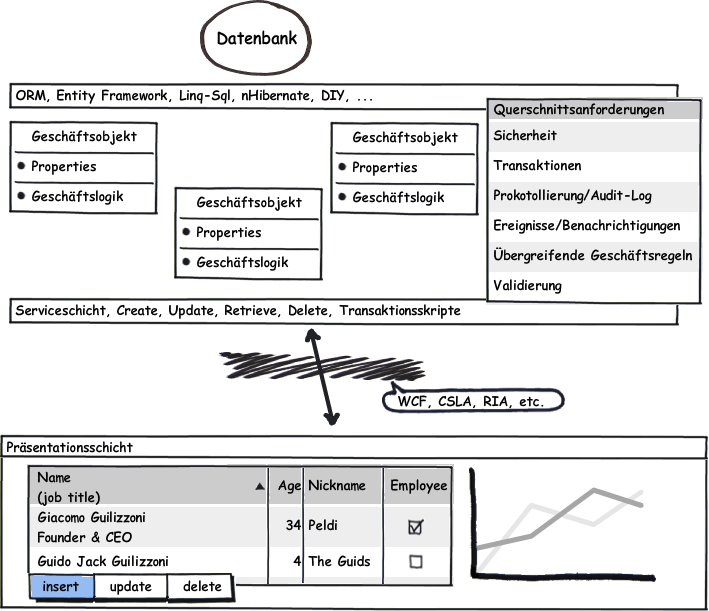 Datenbank
ORM, Entity Framework, Linq-Sql, nHibernate, DIY, ...
Querschnittsanforderungen
Sicherheit
Transaktionen
Prokotollierung/Audit-Log
Ereignisse/Benachrichtigungen
Übergreifende Geschäftsregeln
Validierung
Geschäftsobjekt
Properties
Geschäftslogik
Geschäftsobjekt
Properties
Geschäftslogik
Geschäftsobjekt
Properties
Geschäftslogik
Serviceschicht, Create, Update, Retrieve, Delete, Transaktionsskripte
WCF, CSLA, RIA, etc.
Präsentationsschicht
Name
(job title) Age Nickname Employee
Giacomo Guilizzoni
Founder & CEO 34 Peldi
Guido Jack Guilizzoni 4 The Guids
insert update delete